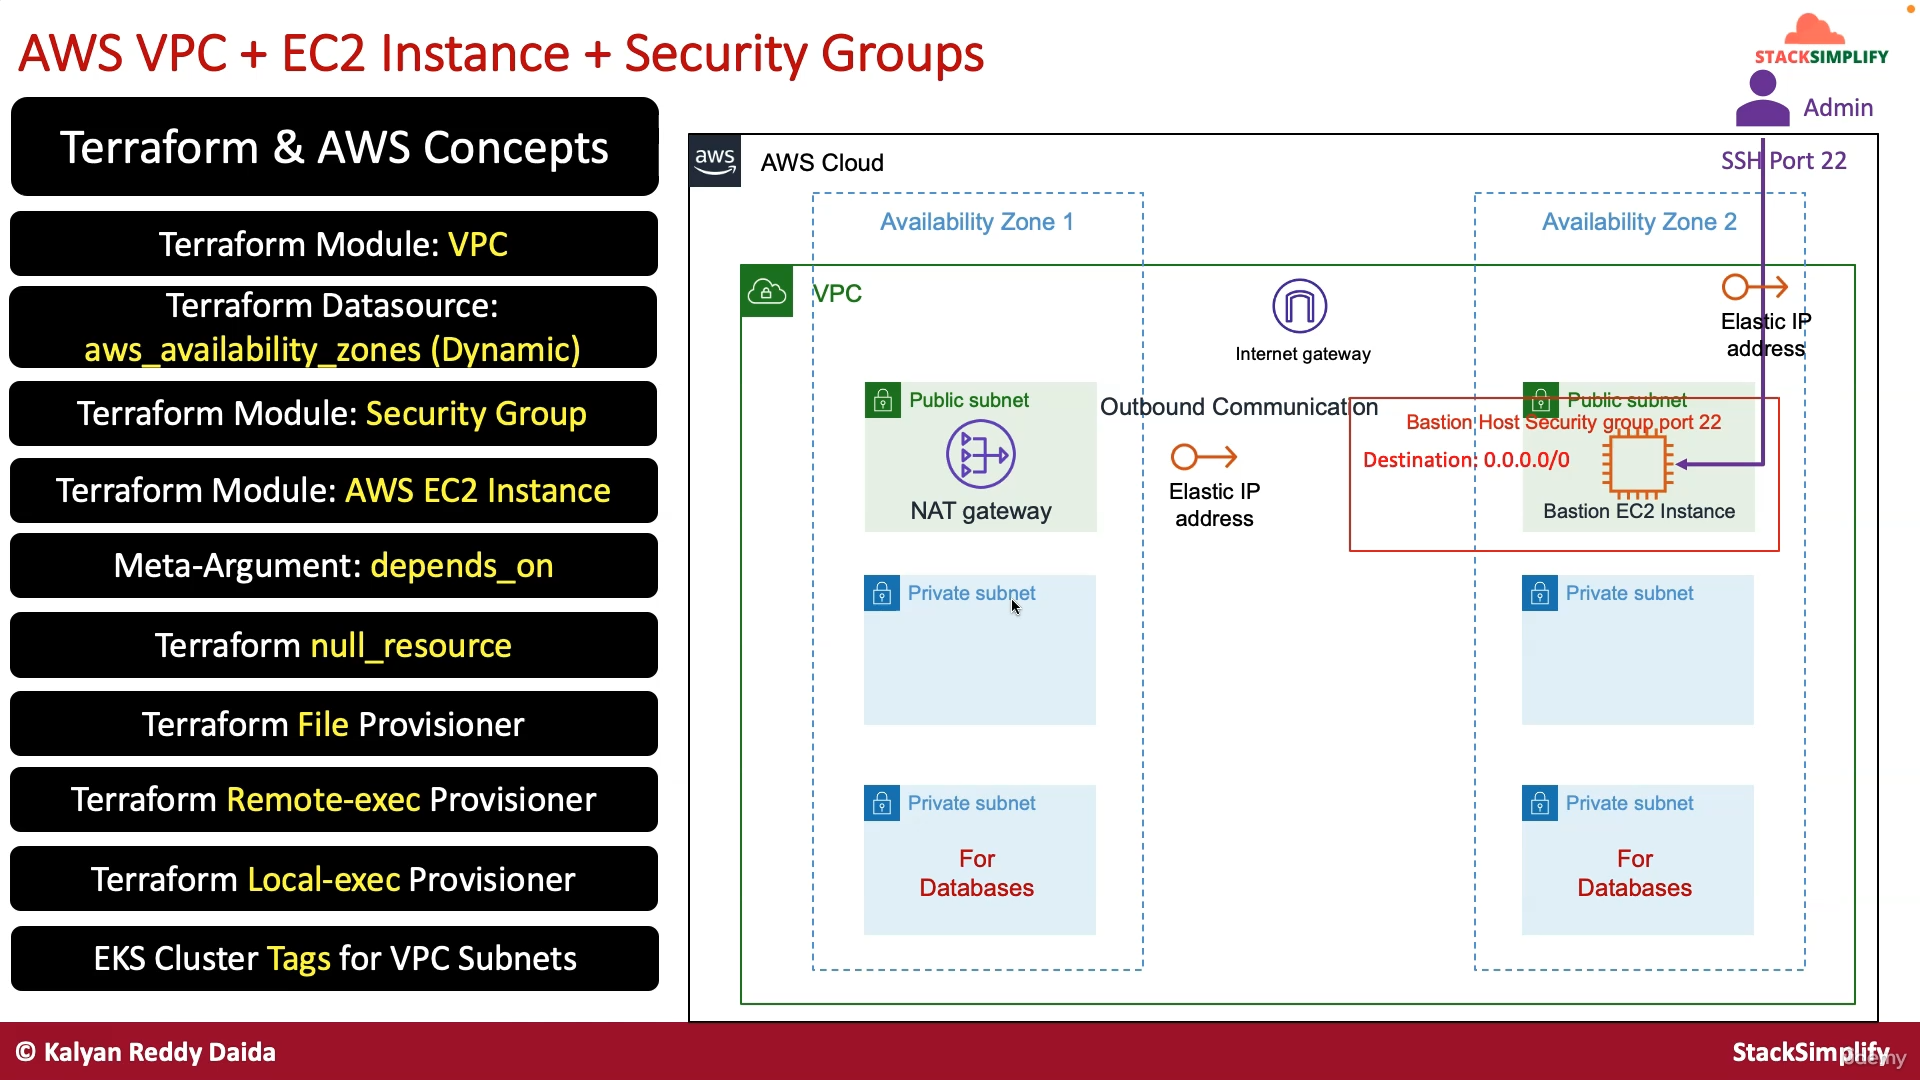 AWS VPC + EC2 Instance + Security Groups
STACKSIMPLIFY
Admin
Terraform & AWS Concepts
Terraform Module: VPC
Terraform Datasource:
aws_availability_zones (Dynamic)
Terraform Module: Security Group
Terraform Module: AWS EC2 Instance
Meta-Argument: depends_on
Terraform null_resource
Terraform File Provisioner
Terraform Remote-exec Provisioner
Terraform Local-exec Provisioner
EKS Cluster Tags for VPC Subnets
aws
AWS Cloud
SSH Port 22
Availability Zone 1
Availability Zone 2
VPC
Internet gateway
Elastic IP
address
Public subnet
NAT gateway
Outbound Communication
Elastic IP
address
Public subnet
Bastion Host Security group port 22
Destination: 0.0.0.0/0
Bastion EC2 Instance
Private subnet
Private subnet
Private subnet
For
Databases
Private subnet
For
Databases
© Kalyan Reddy Daida
StackSimplify
udemy